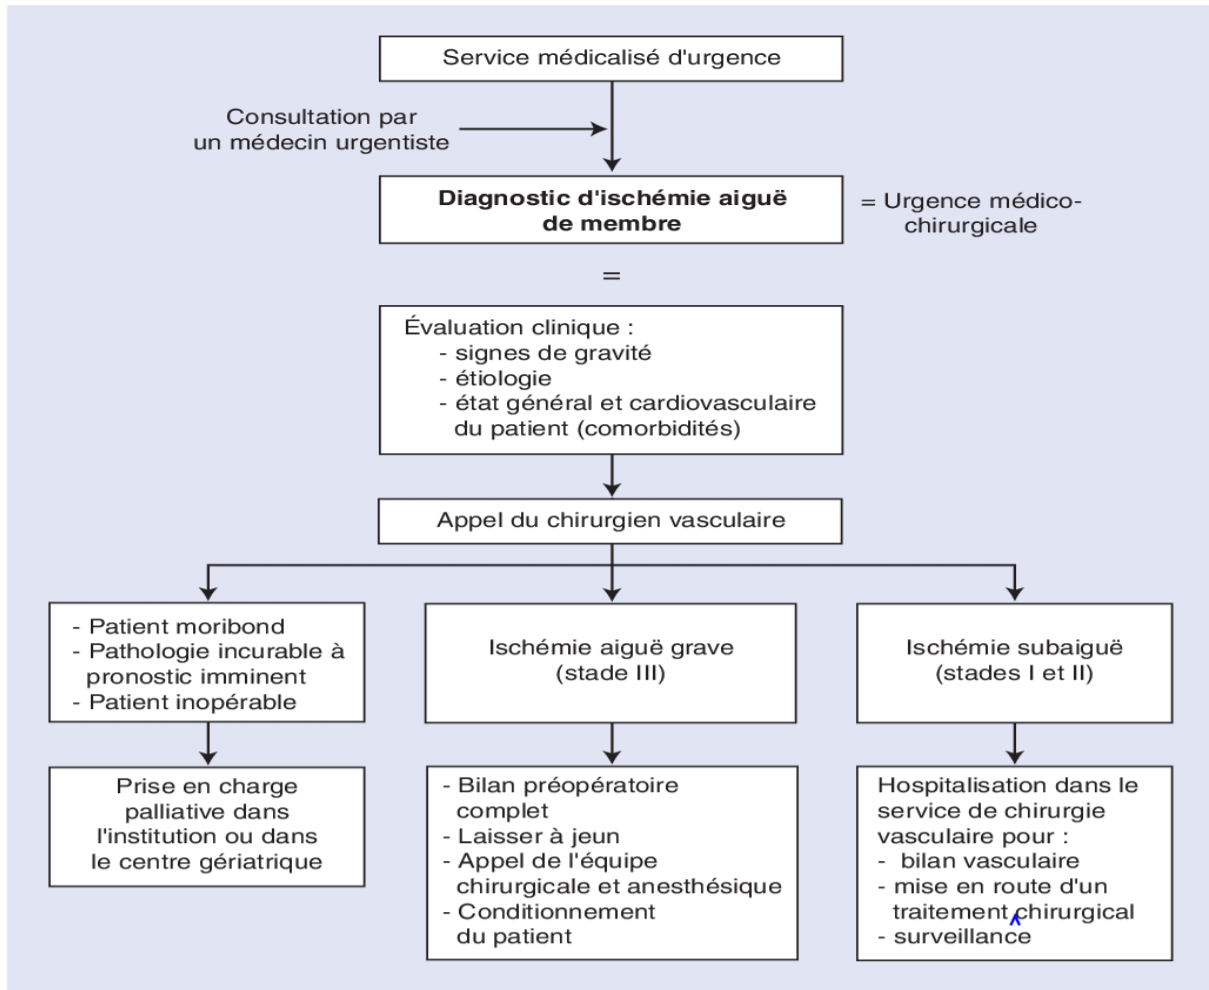 Service médicalisé d'urgence
Consultation par
un médecin urgentiste
Diagnostic d'ischémie aiguë
de membre
= Urgence médico-
chirurgicale
=
Évaluation clinique :
- signes de gravité
- étiologie
- état général et cardiovasculaire
du patient (comorbidités)
Appel du chirurgien vasculaire
- Patient moribond
- Pathologie incurable à
pronostic imminent
- Patient inopérable
Ischémie aiguë grave
(stade III)
Ischémie subaiguë
(stades I et II)
Prise en charge
palliative dans
l'institution ou dans
le centre gériatrique
- Bilan préopératoire
complet
- Laisser à jeun
- Appel de l'équipe
chirurgicale et anesthésique
- Conditionnement
du patient
Hospitalisation dans le
service de chirurgie
vasculaire pour :
- bilan vasculaire
- mise en route d'un
traitement chirurgical
- surveillance